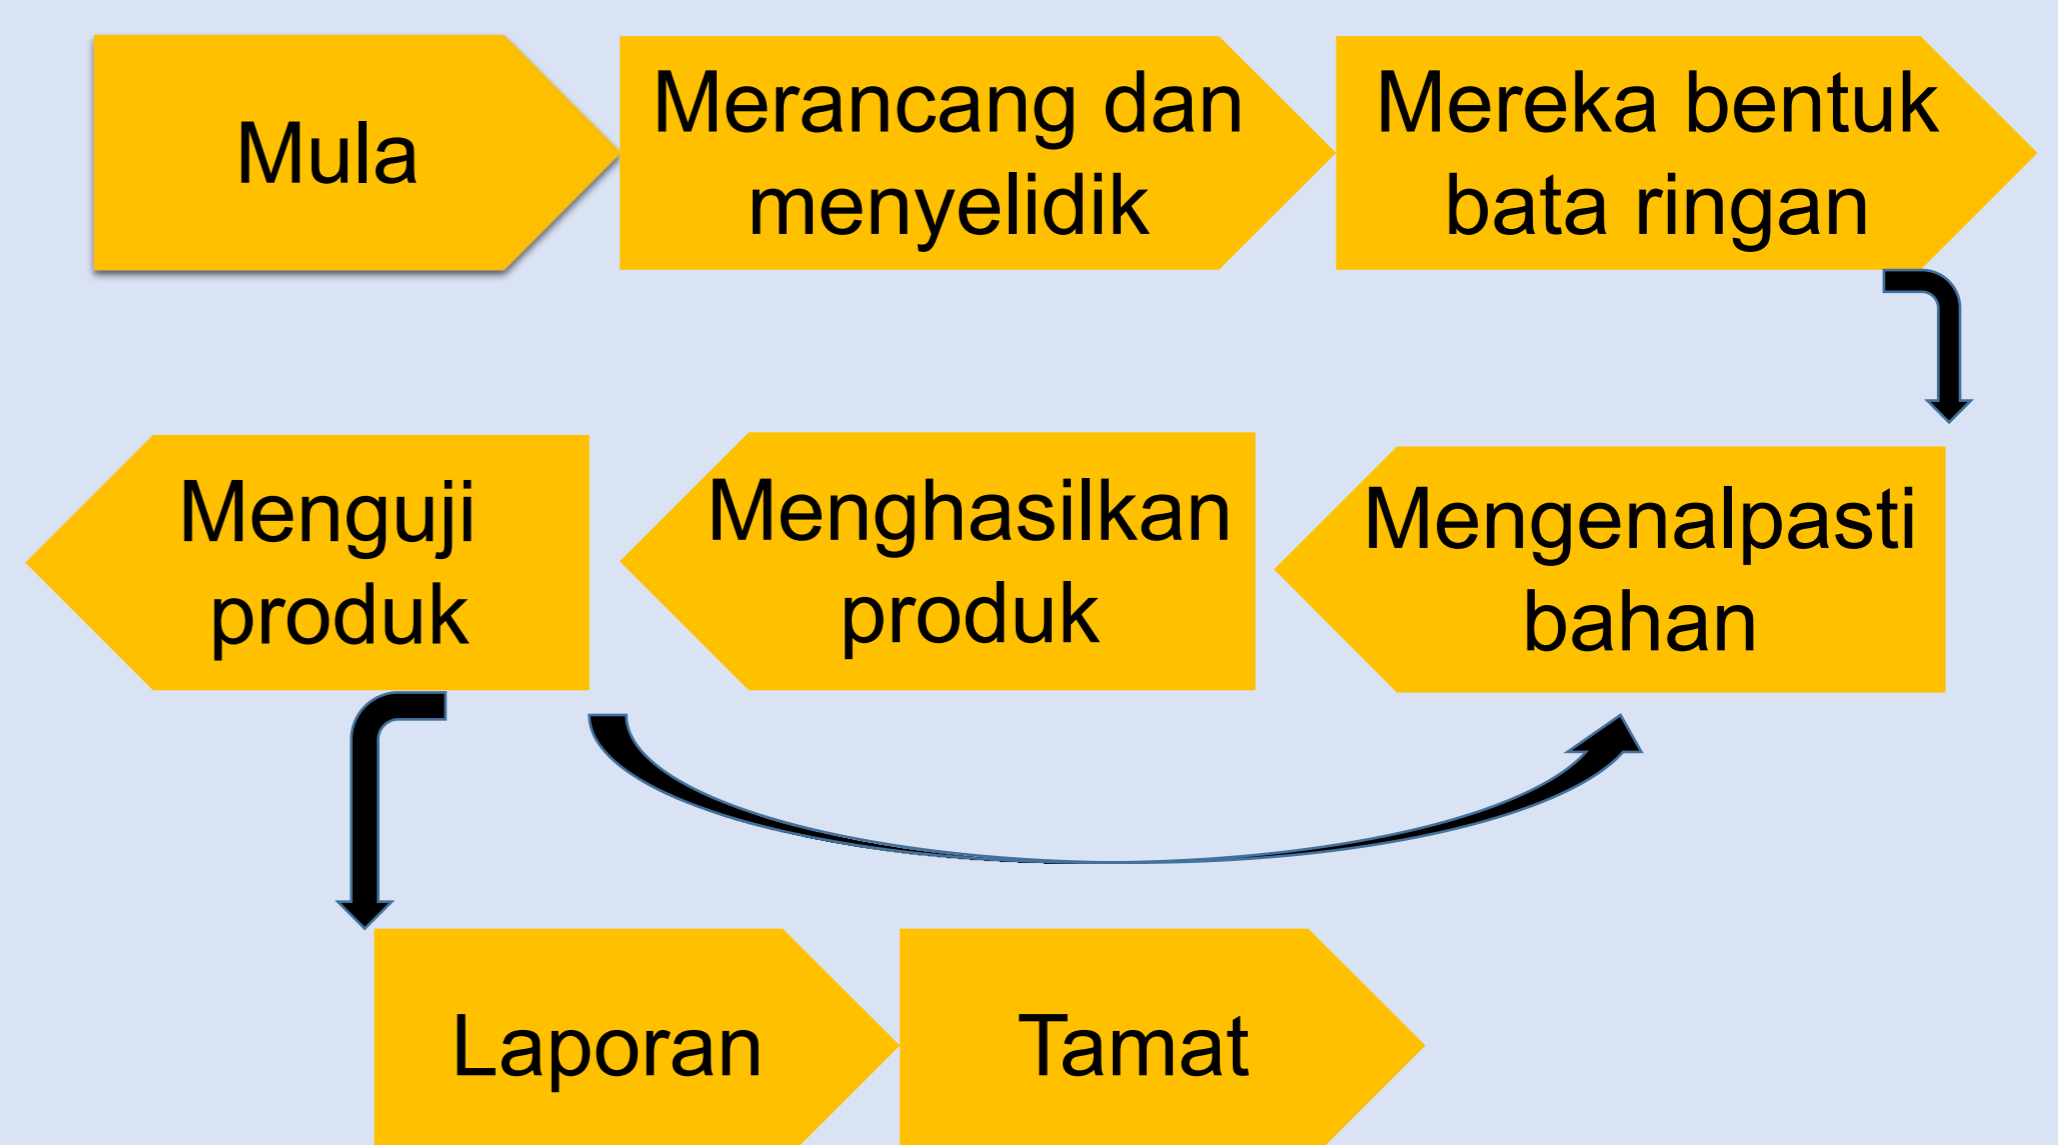 Mula
Merancang dan
menyelidik
Mereka bentuk
bata ringan
Mengenalpasti
bahan
Menghasilkan
produk
Menguji
produk
Laporan
Tamat